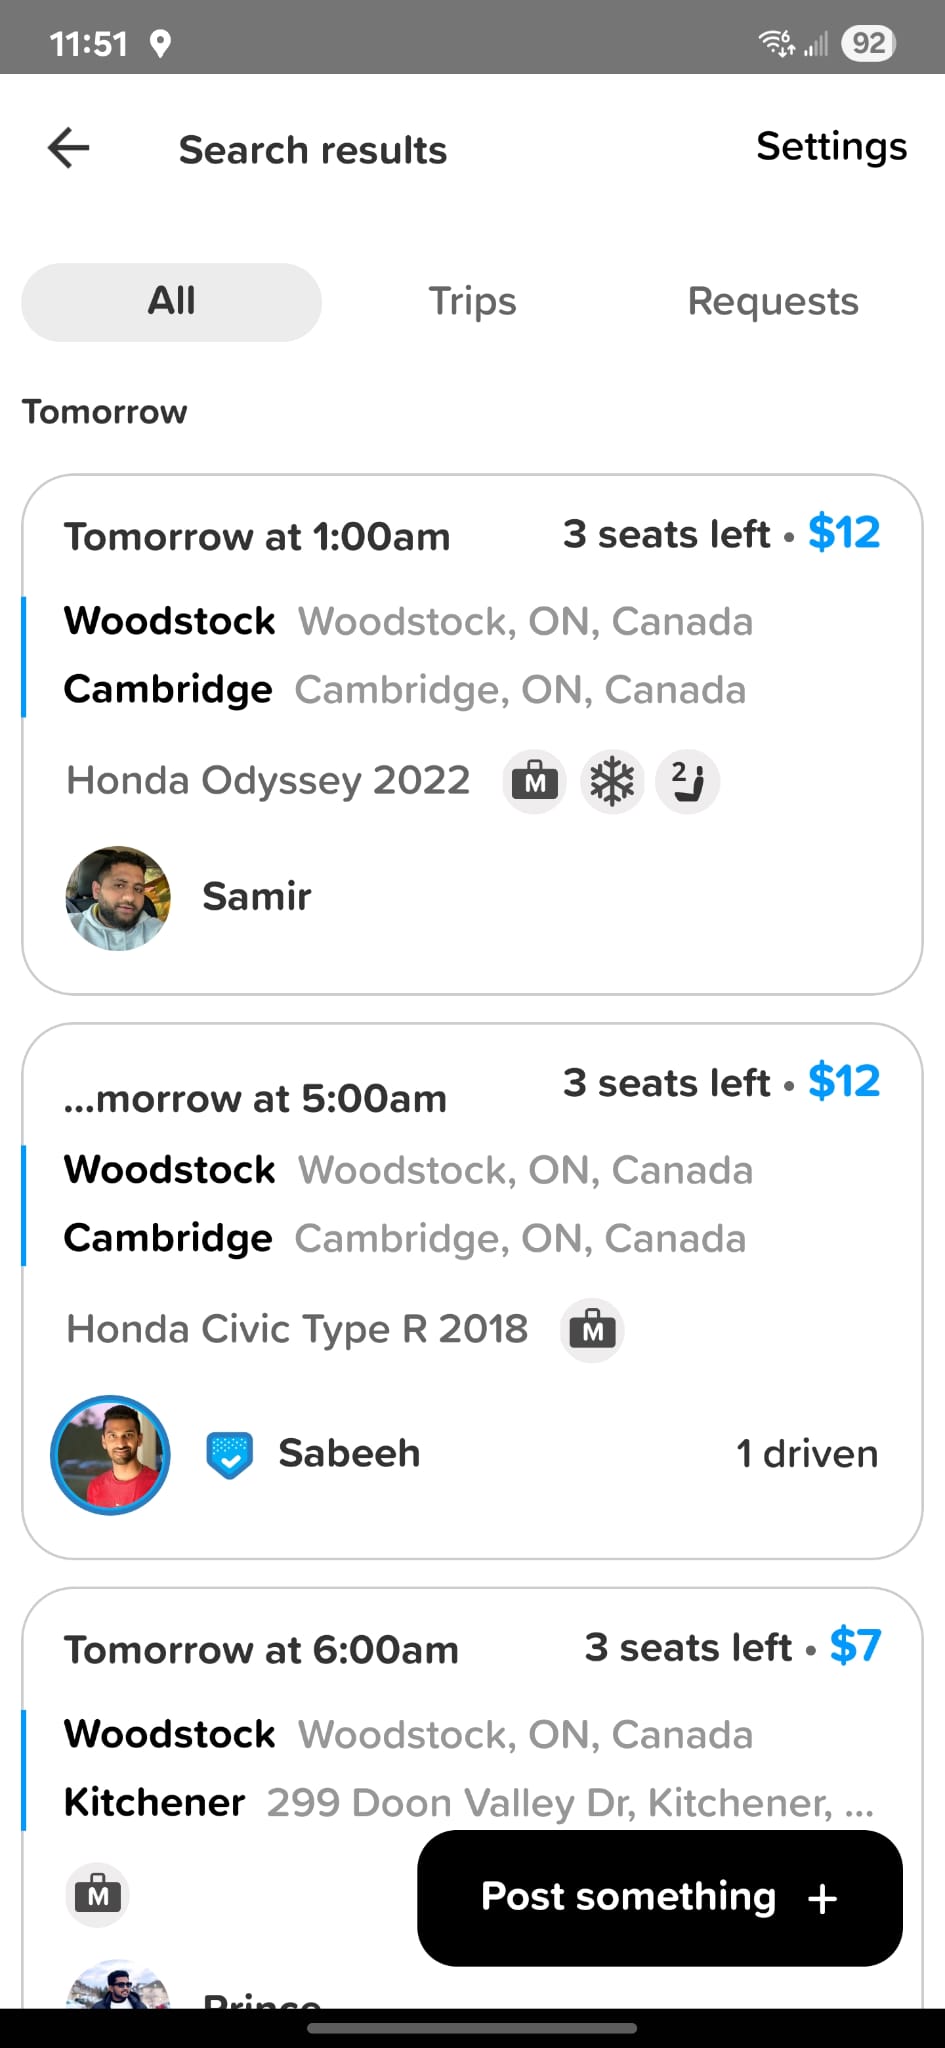 11:51
6
92
Search results
Settings
All
Trips
Requests
Tomorrow
Tomorrow at 1:00am
3 seats left • $12
Woodstock Woodstock, ON, Canada
Cambridge Cambridge, ON, Canada
Honda Odyssey 2022
M
2
Samir
...morrow at 5:00am
3 seats left • $12
Woodstock Woodstock, ON, Canada
Cambridge Cambridge, ON, Canada
Honda Civic Type R 2018
M
Sabeeh
1 driven
Tomorrow at 6:00am
3 seats left • $7
Woodstock Woodstock, ON, Canada
Kitchener 299 Doon Valley Dr, Kitchener, ...
M
Post something +
Prince